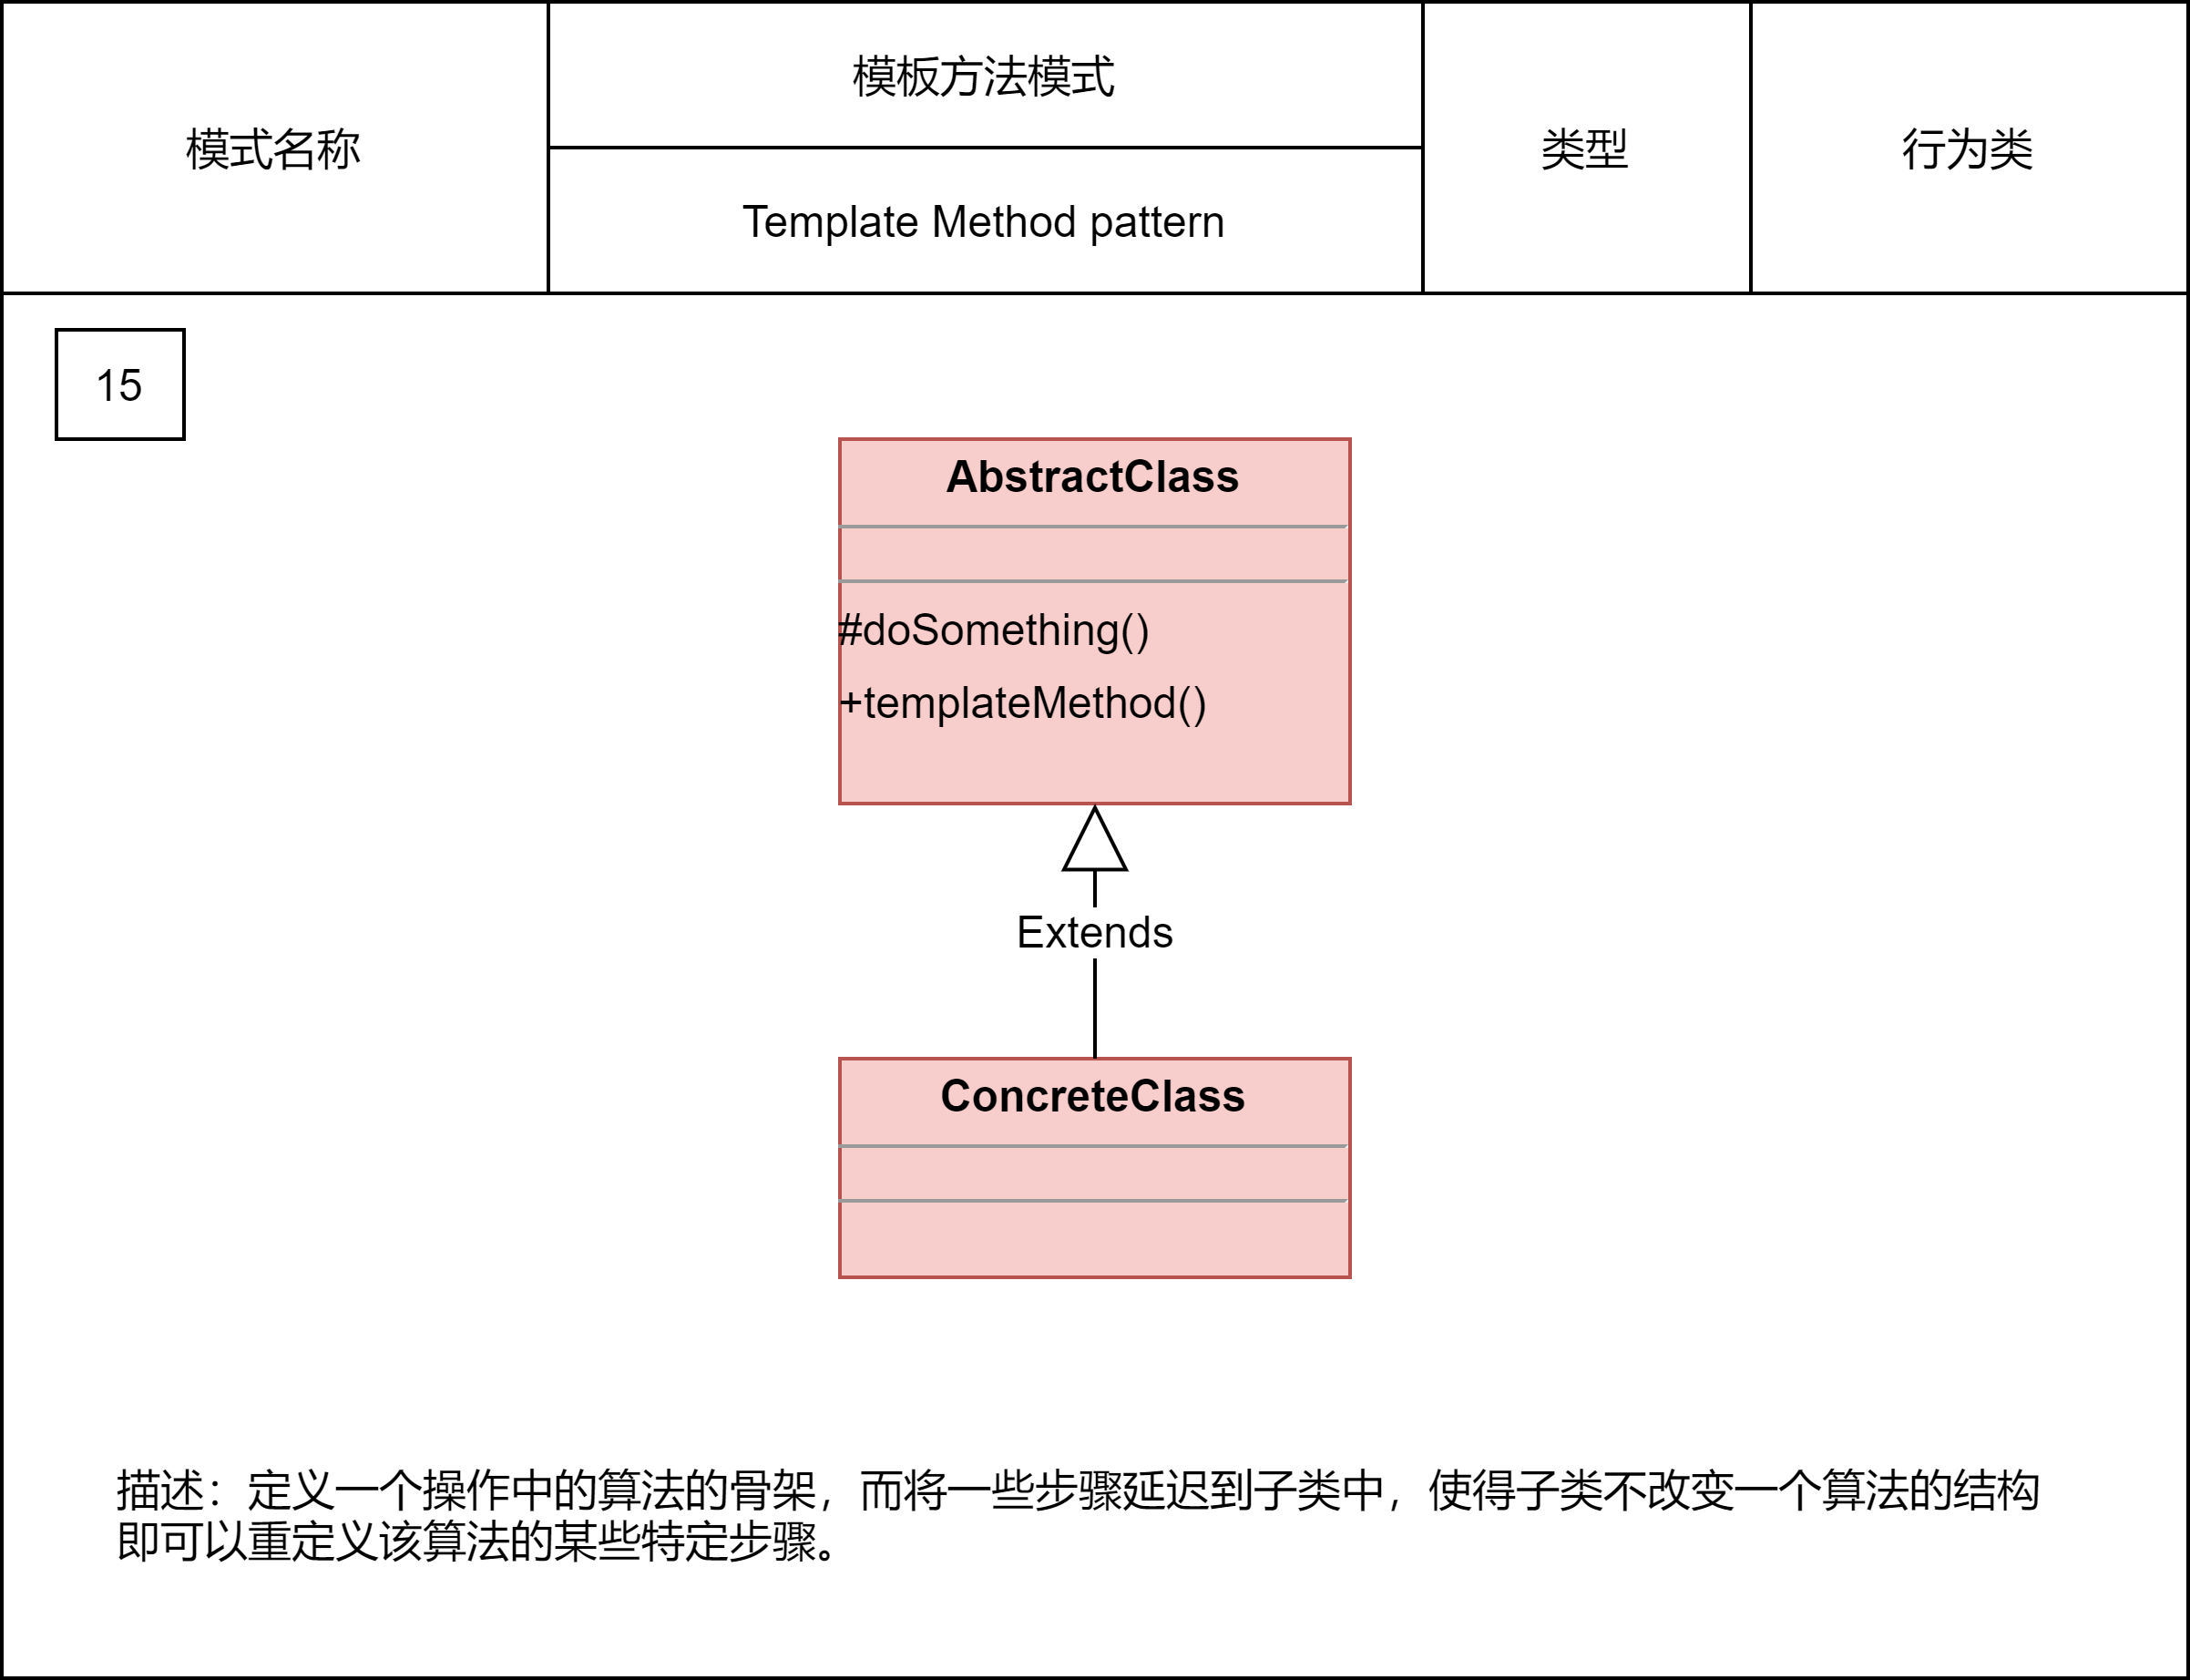 模式名称
模板方法模式
Template Method pattern
类型
行为类
15
AbstractClass
#doSomething()
+templateMethod()
Extends
ConcreteClass
描述：定义一个操作中的算法的骨架，而将一些步骤延迟到子类中，使得子类不改变一个算法的结构
即可以重定义该算法的某些特定步骤。